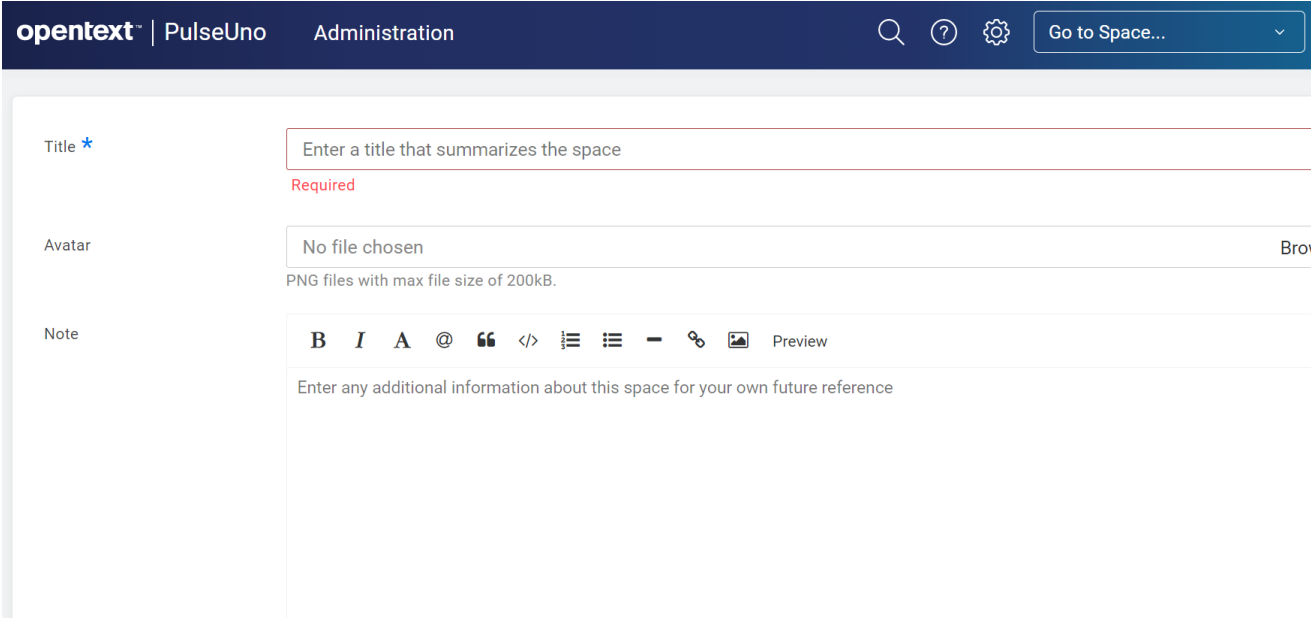 opentext™ | PulseUno Administration Go to Space...
Title *
Enter a title that summarizes the space
Required
Avatar
No file chosen
PNG files with max file size of 200kB.
Note
B I A @ Preview
Enter any additional information about this space for your own future reference